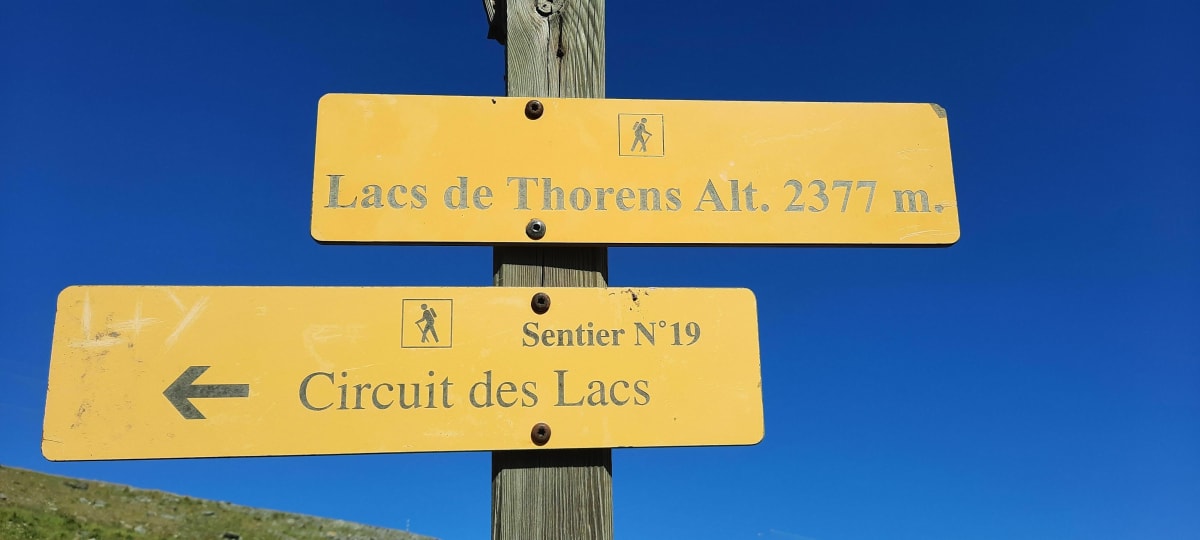 Lacs de Thorens Alt. 2377 m.
Sentier N°19
Circuit des Lacs